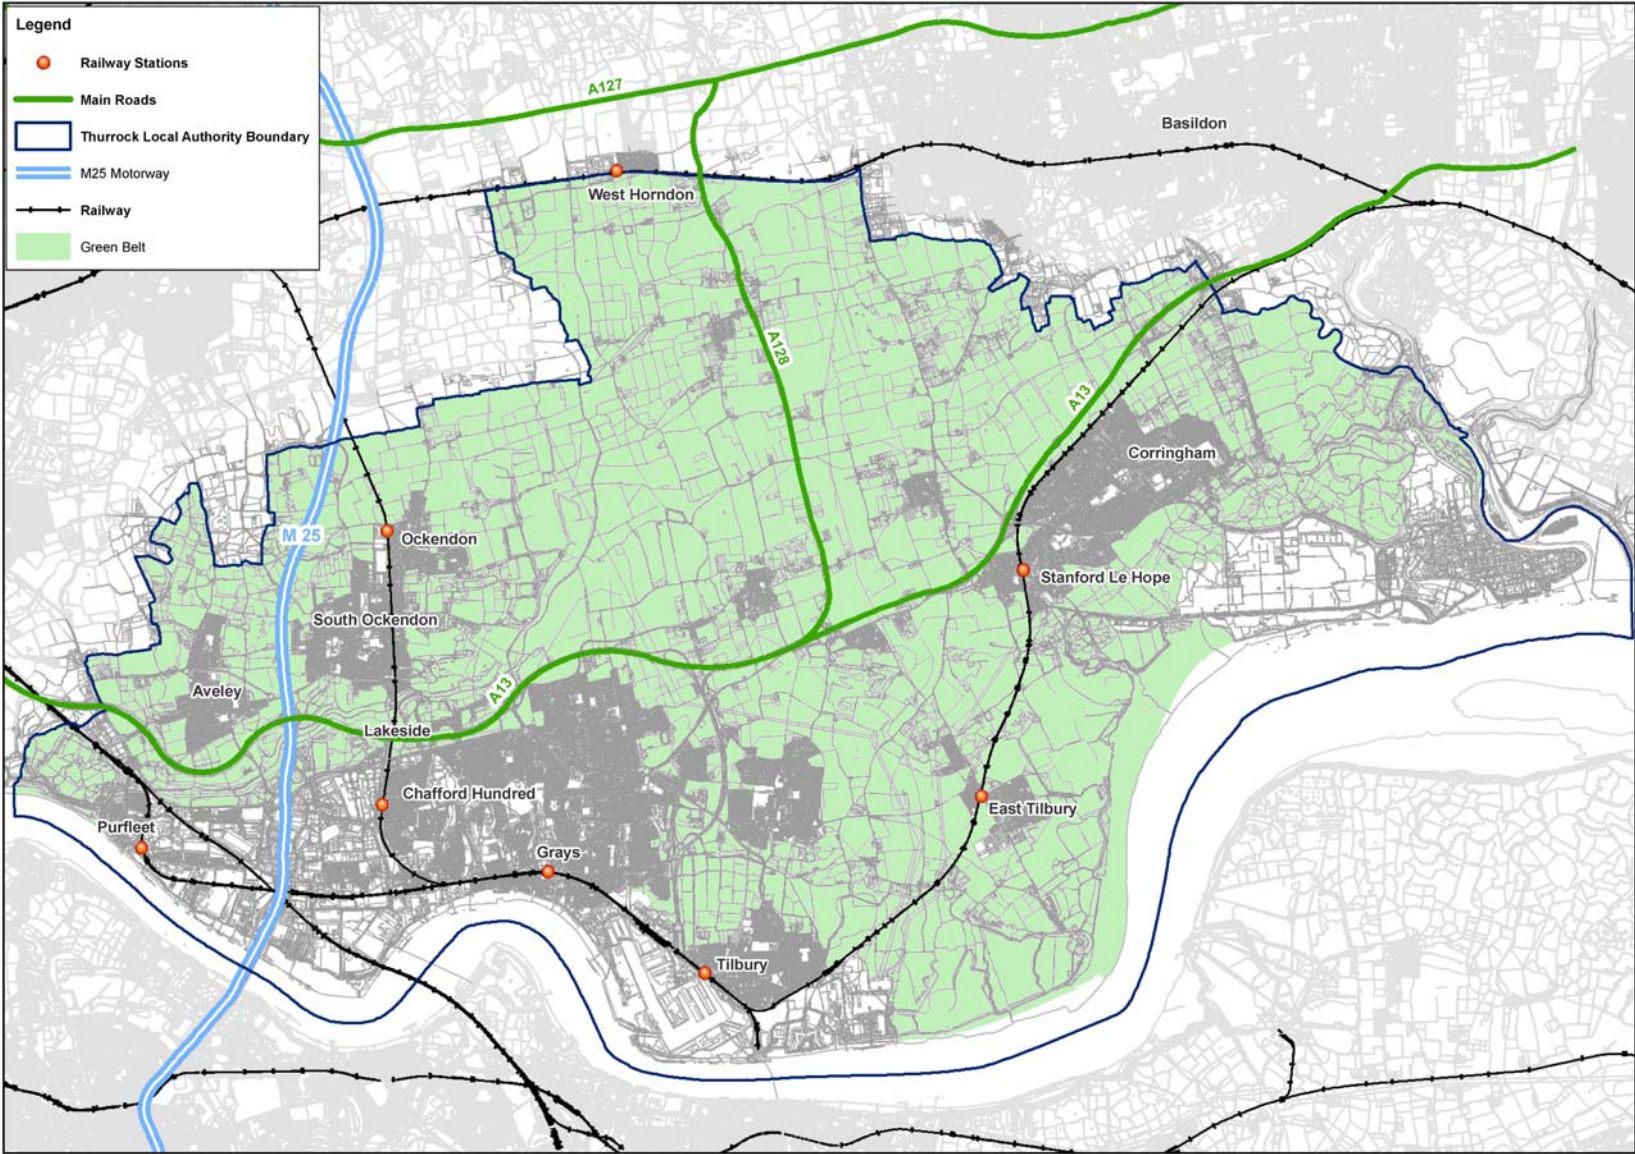 Legend
Railway Stations
Main Roads
Thurrock Local Authority Boundary
M25 Motorway
Railway
Green Belt
A127
Basildon
West Horndon
A128
A13
Corringham
M 25
Ockendon
Stanford Le Hope
South Ockendon
Aveley
A13
Lakeside
Chafford Hundred
East Tilbury
Purfleet
Grays
Tilbury